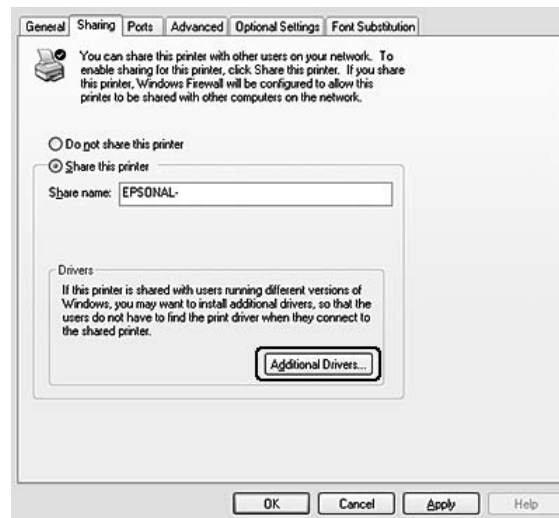 General Sharing Ports Advanced Optional Settings Font Substitution
You can share this printer with other users on your network. To
enable sharing for this printer, click Share this printer. If you share
this printer, Windows Firewall will be configured to allow this
printer to be shared with other computers on the network.
Do not share this printer
Share this printer
Share name: EPSONAL-
Drivers
If this printer is shared with users running different versions of
Windows, you may want to install additional drivers, so that the
users do not have to find the print driver when they connect to
the shared printer.
Additional Drivers...
OK Cancel Apply Help